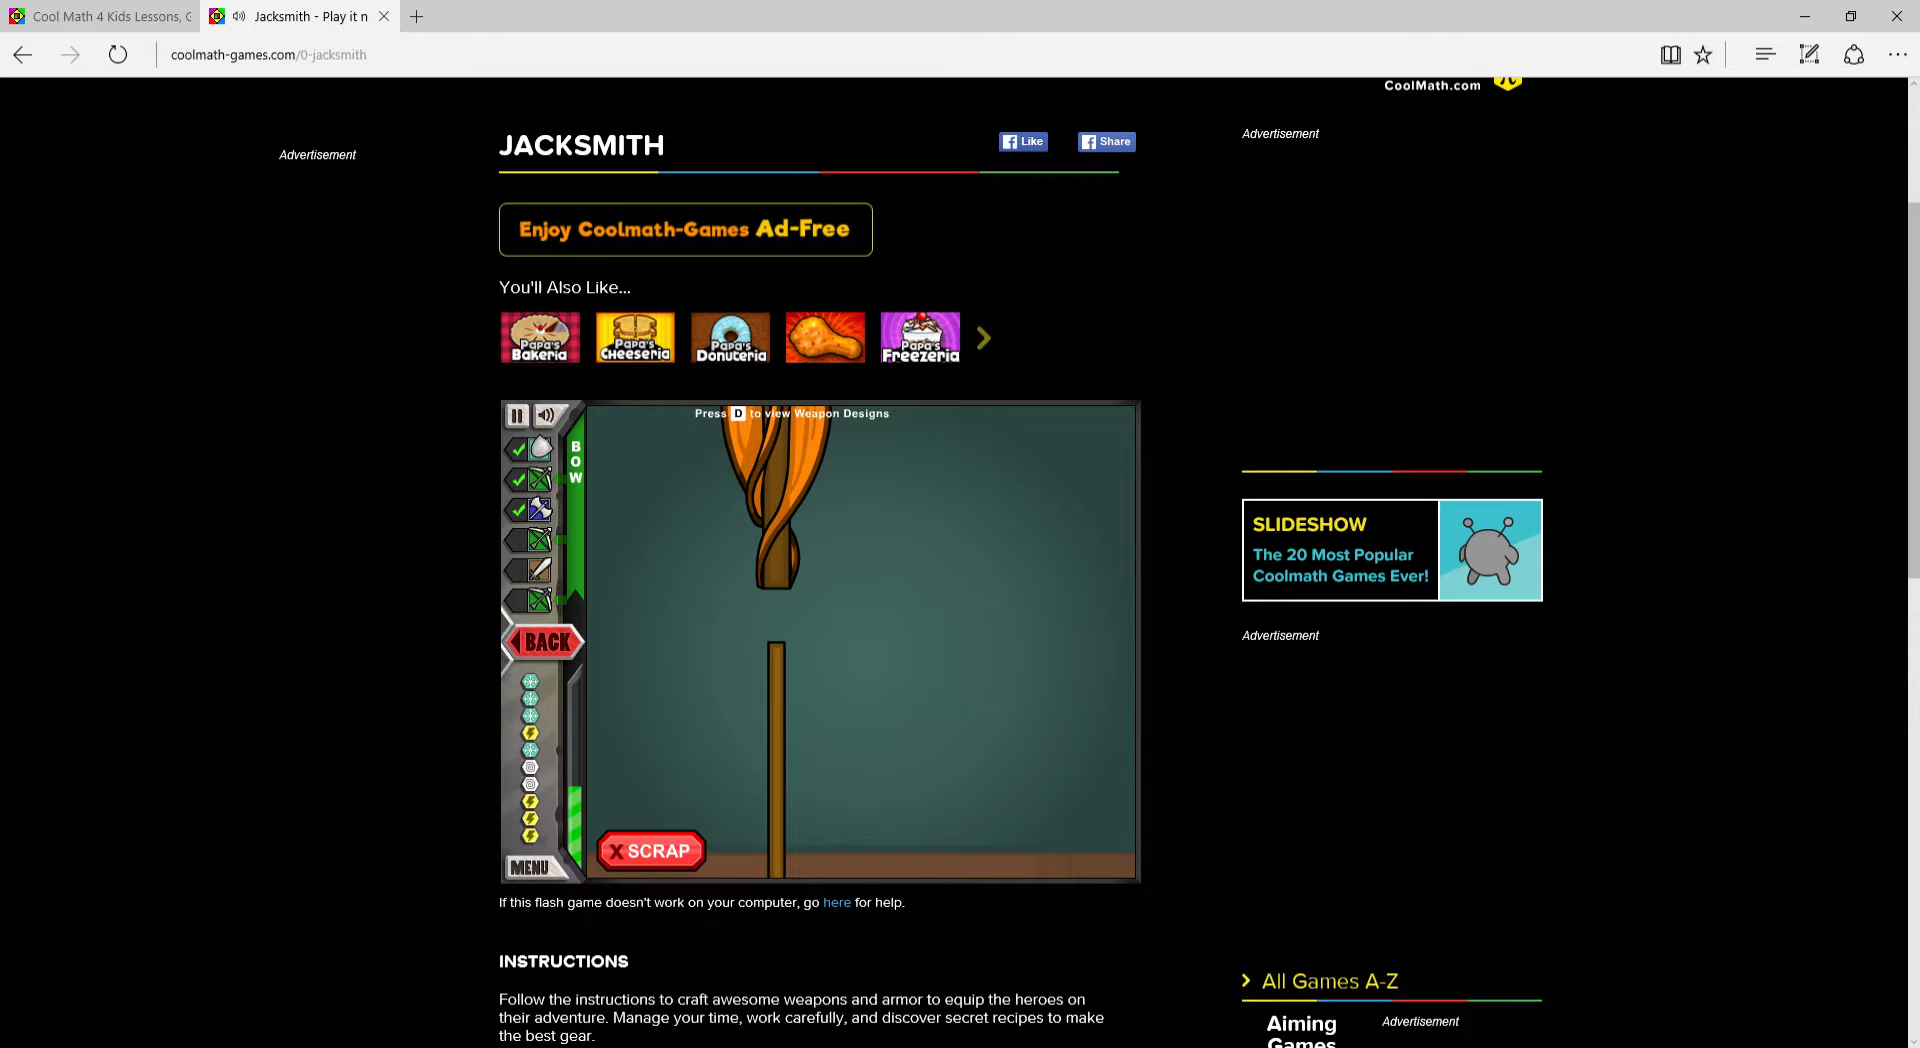 Cool Math 4 Kids Lessons, G
Jacksmith - Play it n
coolmath-games.com/0-jacksmith
CoolMath.com
Advertisement
JACKSMITH
Like
Share
Advertisement
Enjoy Coolmath-Games Ad-Free
You'll Also Like...
Papa's Bakeria
Papa's Cheeseria
Papa's Donuteria
Papa's Freezeria
Press D to view Weapon Designs
BOW
BACK
X SCRAP
MENU
SLIDESHOW
The 20 Most Popular
Coolmath Games Ever!
Advertisement
If this flash game doesn't work on your computer, go here for help.
INSTRUCTIONS
Follow the instructions to craft awesome weapons and armor to equip the heroes on
their adventure. Manage your time, work carefully, and discover secret recipes to make
the best gear.
All Games A-Z
Aiming
Games
Advertisement